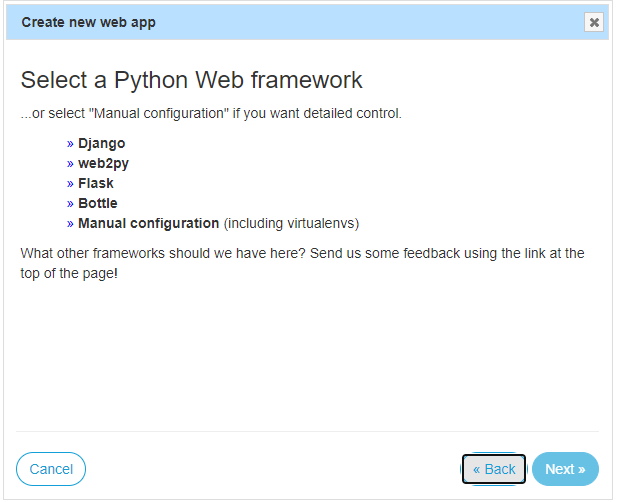 Create new web app
Select a Python Web framework
...or select "Manual configuration" if you want detailed control.
» Django
» web2py
» Flask
» Bottle
» Manual configuration (including virtualenvs)
What other frameworks should we have here? Send us some feedback using the link at the
top of the page!
Cancel
« Back
Next »